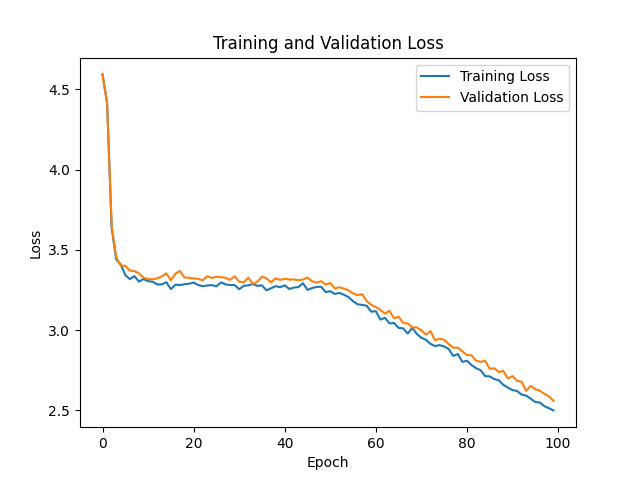 Training and Validation Loss
Training Loss
Validation Loss
4.5
4.0
3.5
3.0
2.5
Loss
0 20 40 60 80 100
Epoch